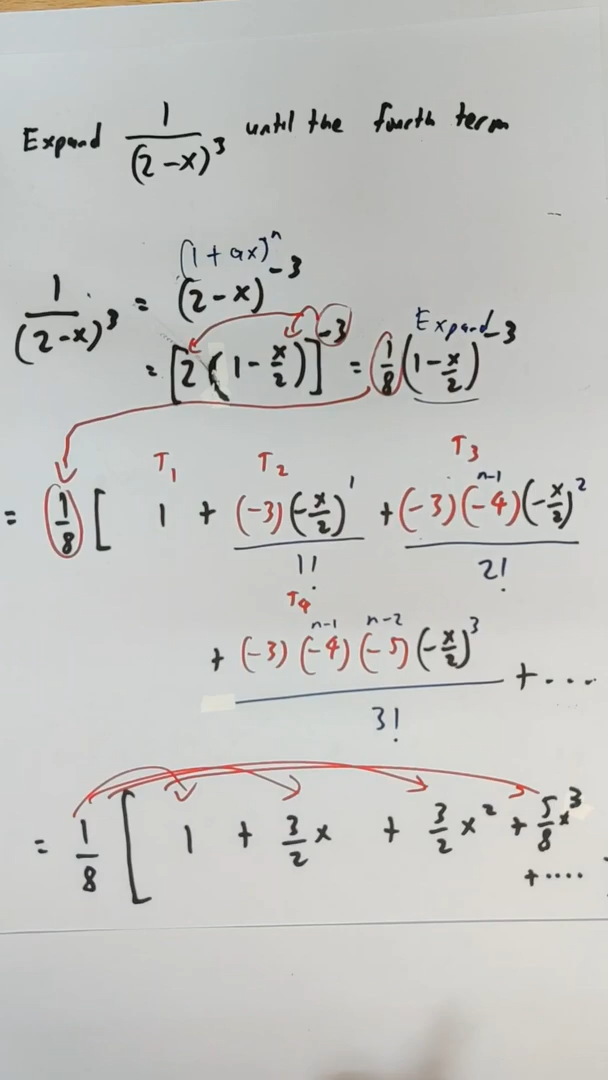 Expand 1/(2-x)^3 until the fourth term
(1+ax)^n
1/(2-x)^3 = (2-x)^-3
= [2(1-x/2)]^-3 = 1/8(1-x/2)^-3
Expand
T1 T2 T3
= 1/8 [ 1 + (-3)(-x/2)^1/1! + (-3)(-4)(-x/2)^2/2!
n-1
T4
n-1 n-2
+ (-3)(-4)(-5)(-x/2)^3/3! + ....
= 1/8 [ 1 + 3/2 x + 3/2 x^2 + 5/8 x^3
+ ....